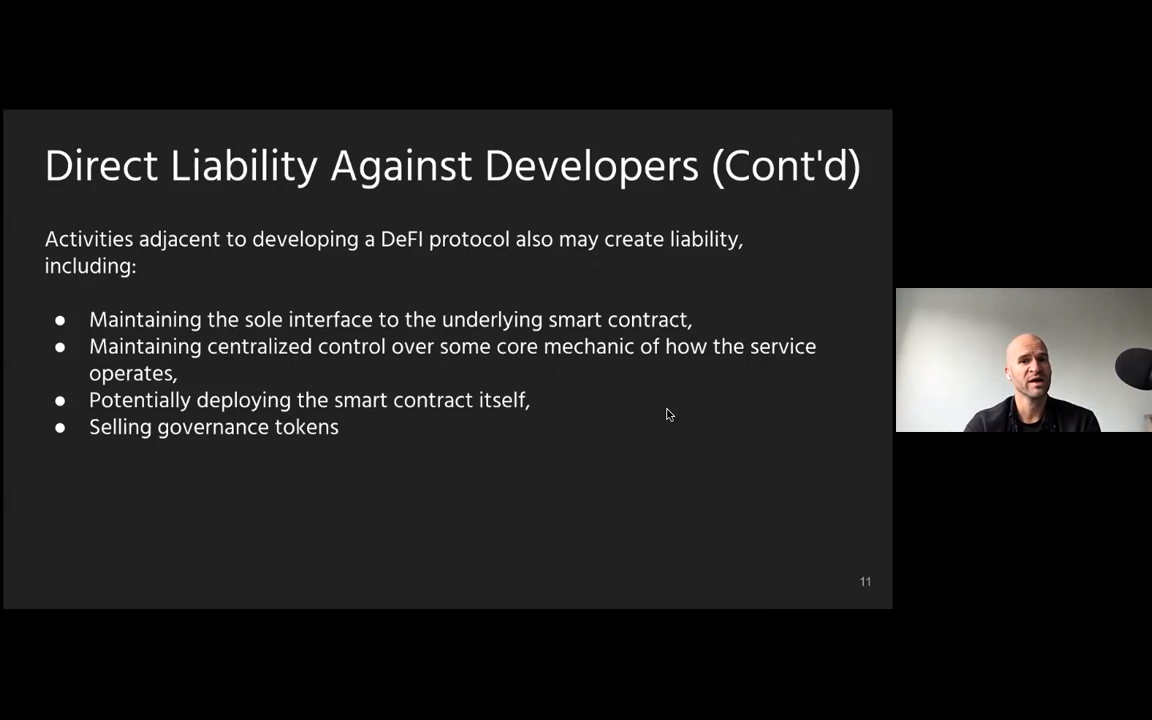 Direct Liability Against Developers (Cont'd)
Activities adjacent to developing a DeFI protocol also may create liability,
including:
● Maintaining the sole interface to the underlying smart contract,
● Maintaining centralized control over some core mechanic of how the service
operates,
● Potentially deploying the smart contract itself,
● Selling governance tokens
11